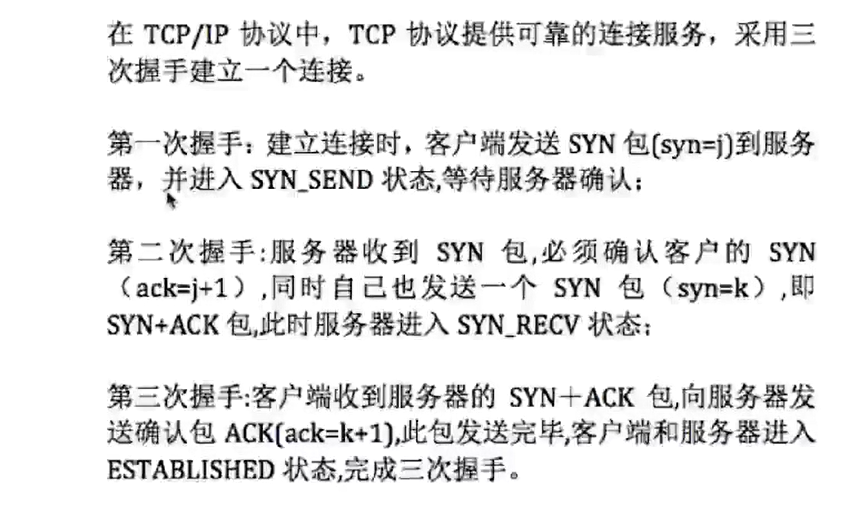 在 TCP/IP 协议中，TCP 协议提供可靠的连接服务，采用三
次握手建立一个连接。
第一次握手：建立连接时，客户端发送 SYN 包(syn=j)到服务
器，并进入 SYN_SEND 状态,等待服务器确认；
第二次握手:服务器收到 SYN 包,必须确认客户的 SYN
（ack=j+1）,同时自己也发送一个 SYN 包（syn=k）,即
SYN+ACK 包,此时服务器进入 SYN_RECV 状态；
第三次握手:客户端收到服务器的 SYN＋ACK 包,向服务器发
送确认包 ACK(ack=k+1),此包发送完毕,客户端和服务器进入
ESTABLISHED 状态,完成三次握手。